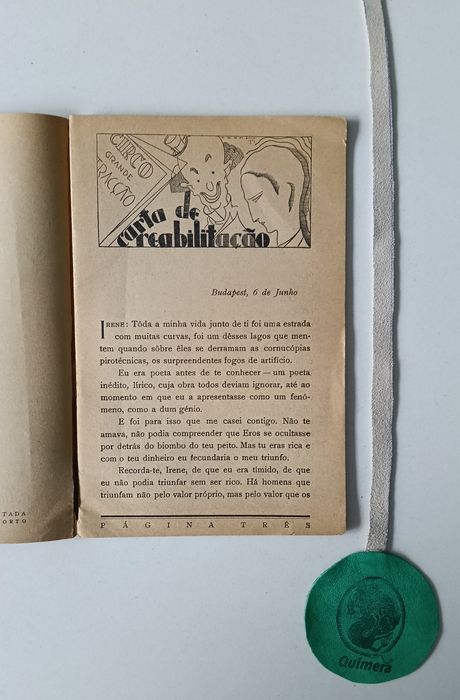 TADA
ORTO
CIRCO
GRANDE
TRACÇÃO
carta de
reabilitação
Budapest, 6 de Junho
IRENE: Tôda a minha vida junto de ti foi uma estrada
com muitas curvas, foi um dêsses lagos que men-
tem quando sôbre êles se derramam as cornucópias
pirotécnicas, os surpreendentes fogos de artifício.
Eu era poeta antes de te conhecer — um poeta
inédito, lírico, cuja obra todos deviam ignorar, até ao
momento em que eu a apresentasse como um fenó-
meno, como a dum génio.
E foi para isso que me casei contigo. Não te
amava, não podia compreender que Eros se ocultasse
por detrás do biombo do teu peito. Mas tu eras rica e
com o teu dinheiro eu fecundaria o meu triunfo.
Recorda-te, Irene, de que eu era tímido, de que
eu não podia triunfar sem ser rico. Há homens que
triunfam não pelo valor próprio, mas pelo valor que os
PÁGINA TRÊS
Quimera